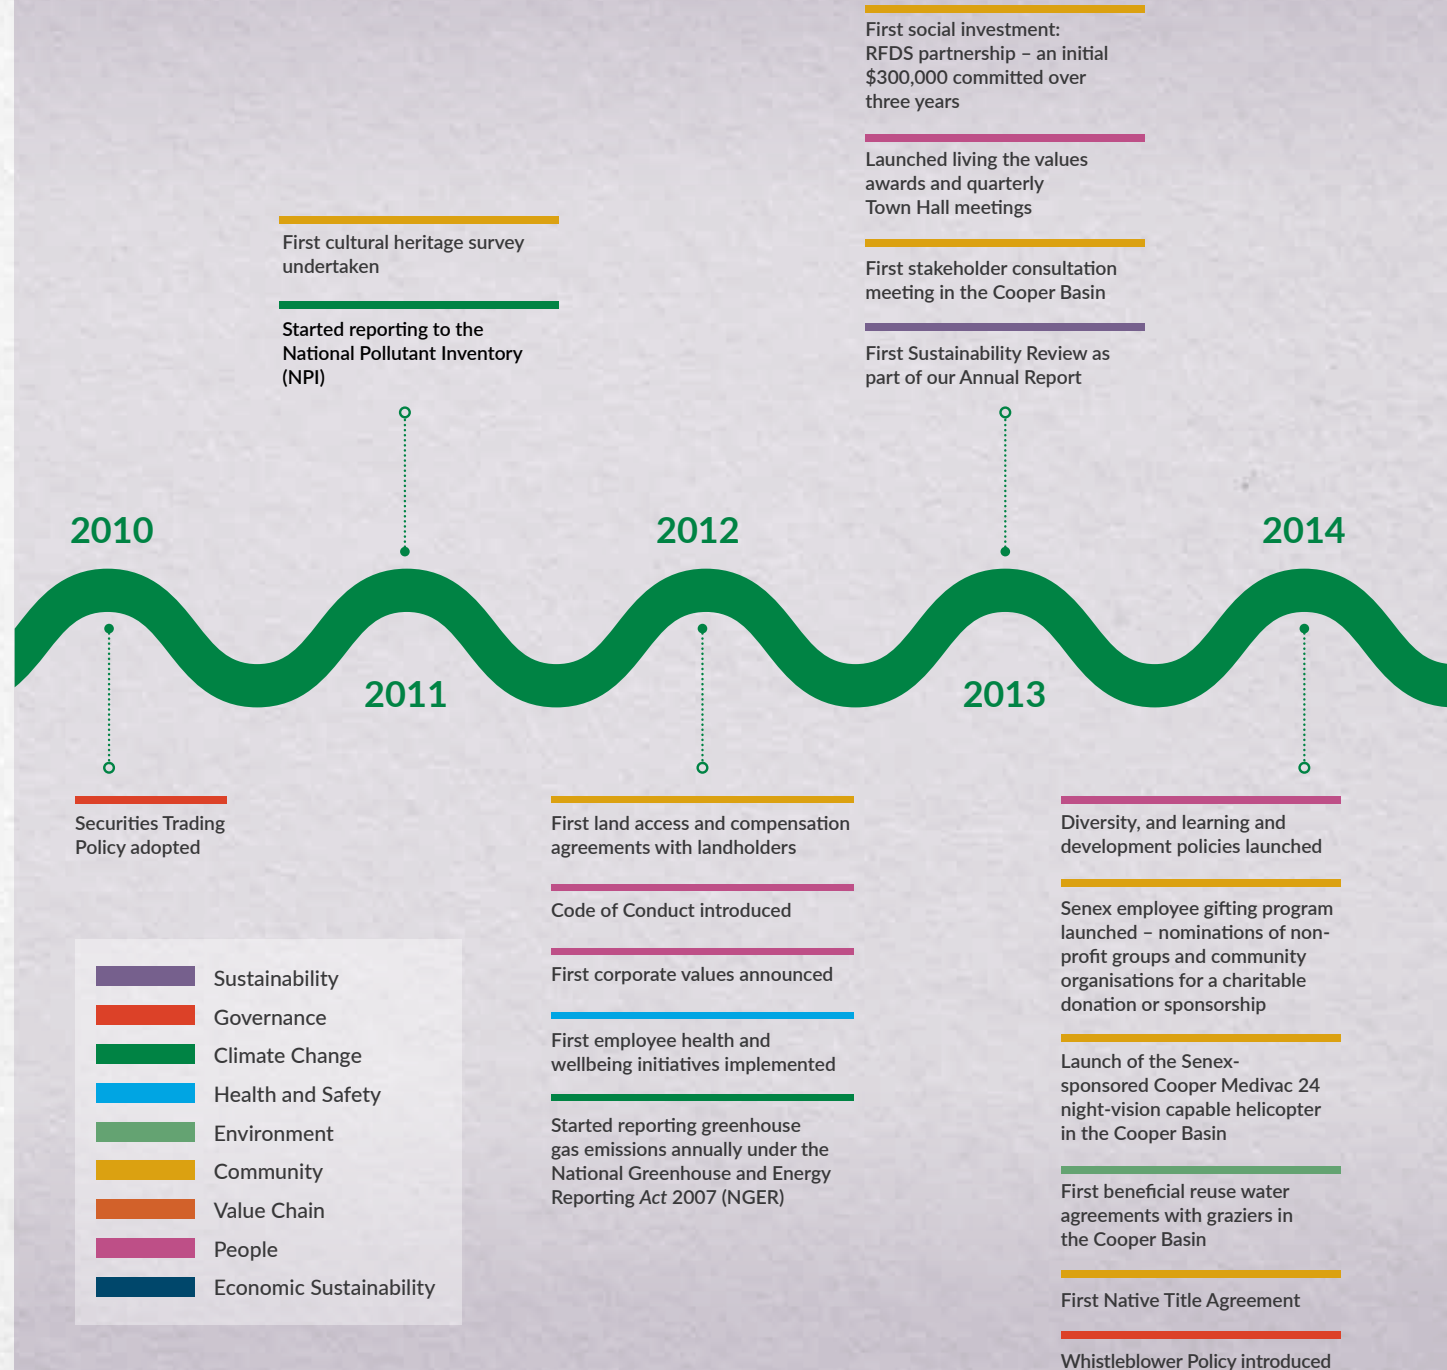 First social investment:
RFDS partnership – an initial
$300,000 committed over
three years
Launched living the values
awards and quarterly
Town Hall meetings
First stakeholder consultation
meeting in the Cooper Basin
First Sustainability Review as
part of our Annual Report
First cultural heritage survey
undertaken
Started reporting to the
National Pollutant Inventory
(NPI)
2010
2012
2014
2011
2013
Securities Trading
Policy adopted
First land access and compensation
agreements with landholders
Code of Conduct introduced
First corporate values announced
First employee health and
wellbeing initiatives implemented
Started reporting greenhouse
gas emissions annually under the
National Greenhouse and Energy
Reporting Act 2007 (NGER)
Diversity, and learning and
development policies launched
Senex employee gifting program
launched – nominations of non-
profit groups and community
organisations for a charitable
donation or sponsorship
Launch of the Senex-
sponsored Cooper Medivac 24
night-vision capable helicopter
in the Cooper Basin
First beneficial reuse water
agreements with graziers in
the Cooper Basin
First Native Title Agreement
Whistleblower Policy introduced
Sustainability
Governance
Climate Change
Health and Safety
Environment
Community
Value Chain
People
Economic Sustainability